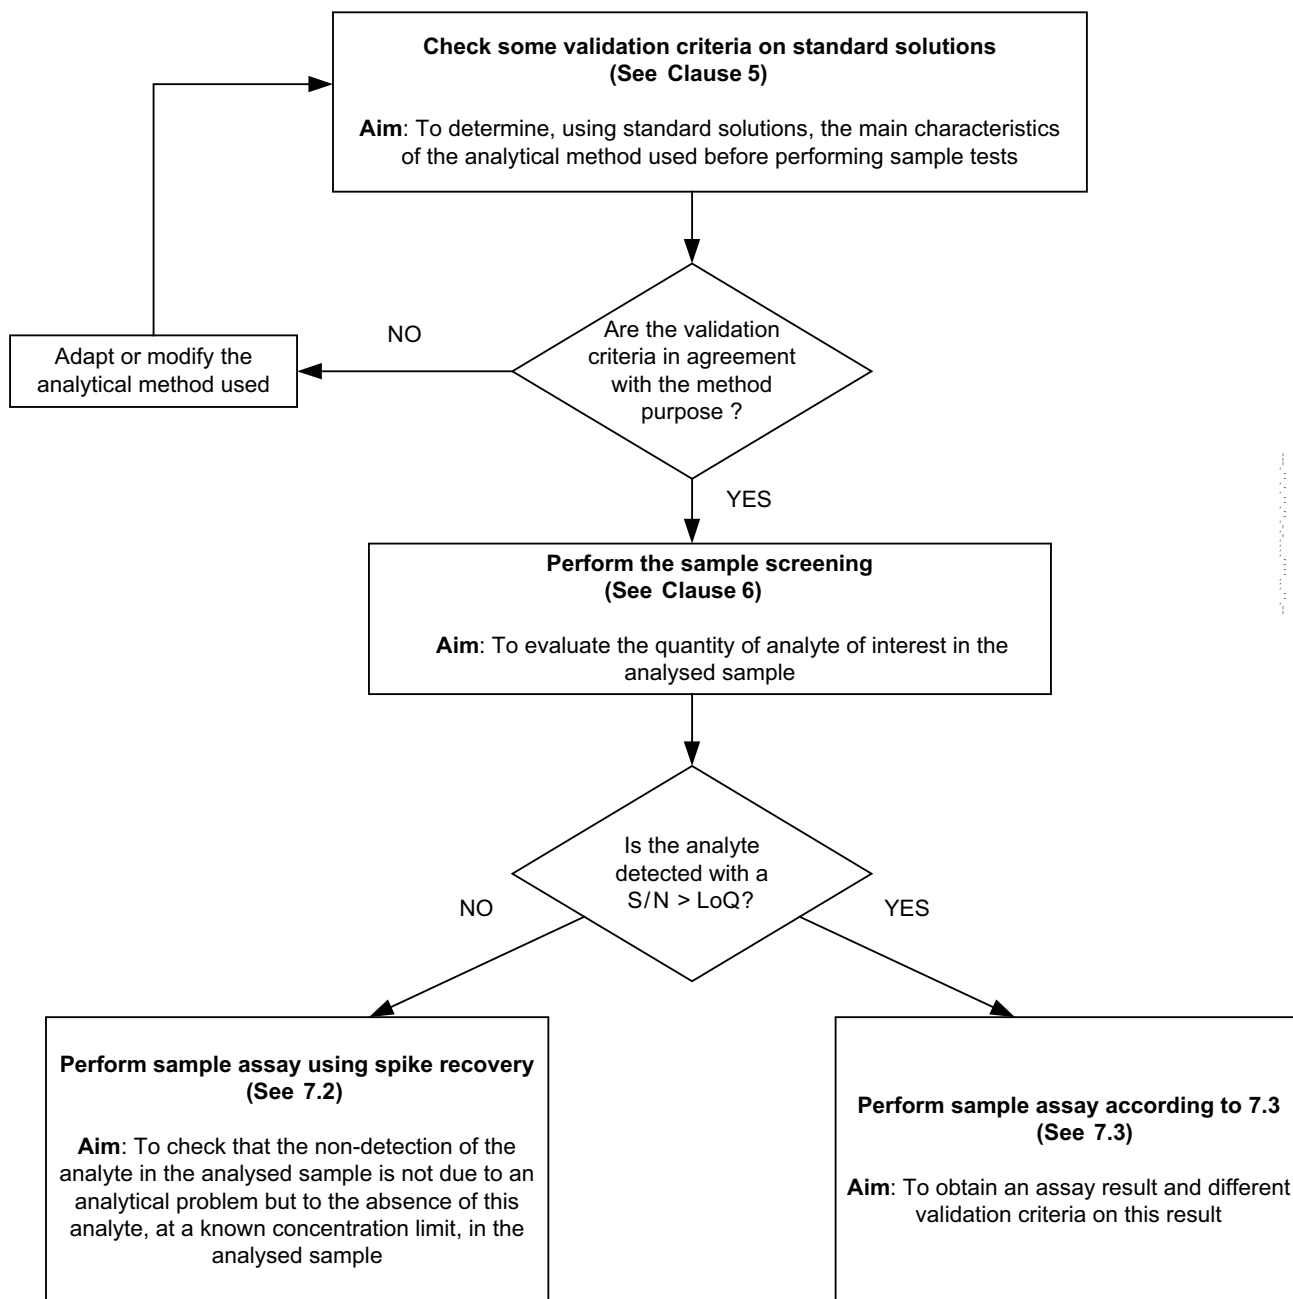 Check some validation criteria on standard solutions
(See Clause 5)
Aim: To determine, using standard solutions, the main characteristics
of the analytical method used before performing sample tests
NO
Adapt or modify the
analytical method used
Are the validation
criteria in agreement
with the method
purpose ?
YES
Perform the sample screening
(See Clause 6)
Aim: To evaluate the quantity of analyte of interest in the
analysed sample
Is the analyte
detected with a
S/N > LoQ?
NO
YES
Perform sample assay using spike recovery
(See 7.2)
Aim: To check that the non-detection of the
analyte in the analysed sample is not due to an
analytical problem but to the absence of this
analyte, at a known concentration limit, in the
analysed sample
Perform sample assay according to 7.3
(See 7.3)
Aim: To obtain an assay result and different
validation criteria on this result